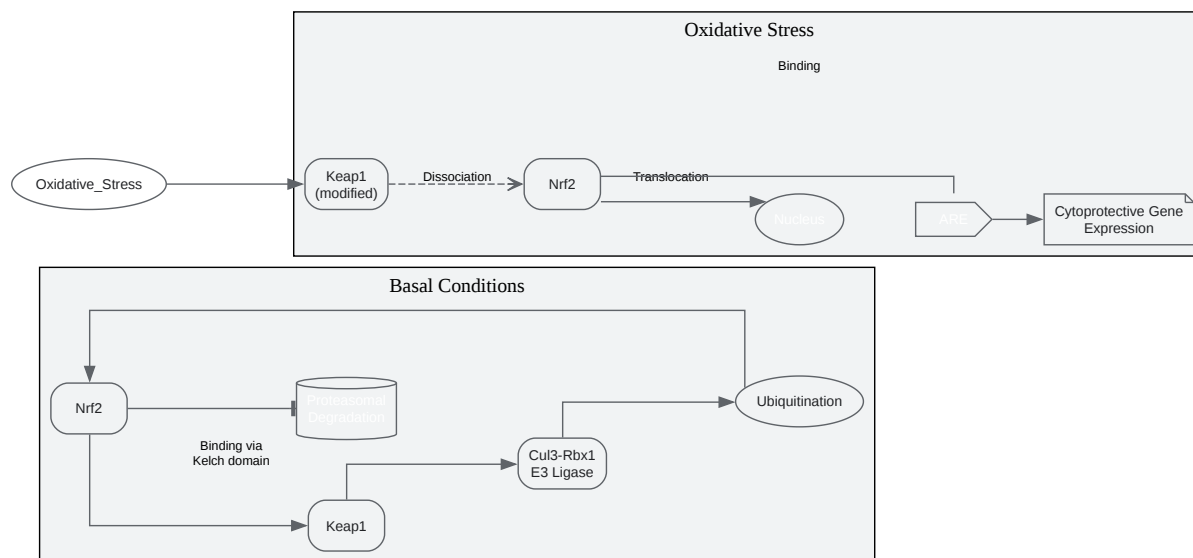 Oxidative Stress
Binding
Oxidative_Stress
Keap1
(modified)
Dissociation
Nrf2
Translocation
Nucleus
ARE
Cytoprotective Gene
Expression
Basal Conditions
Nrf2
Proteasomal
Degradation
Binding via
Kelch domain
Keap1
Cul3-Rbx1
E3 Ligase
Ubiquitination